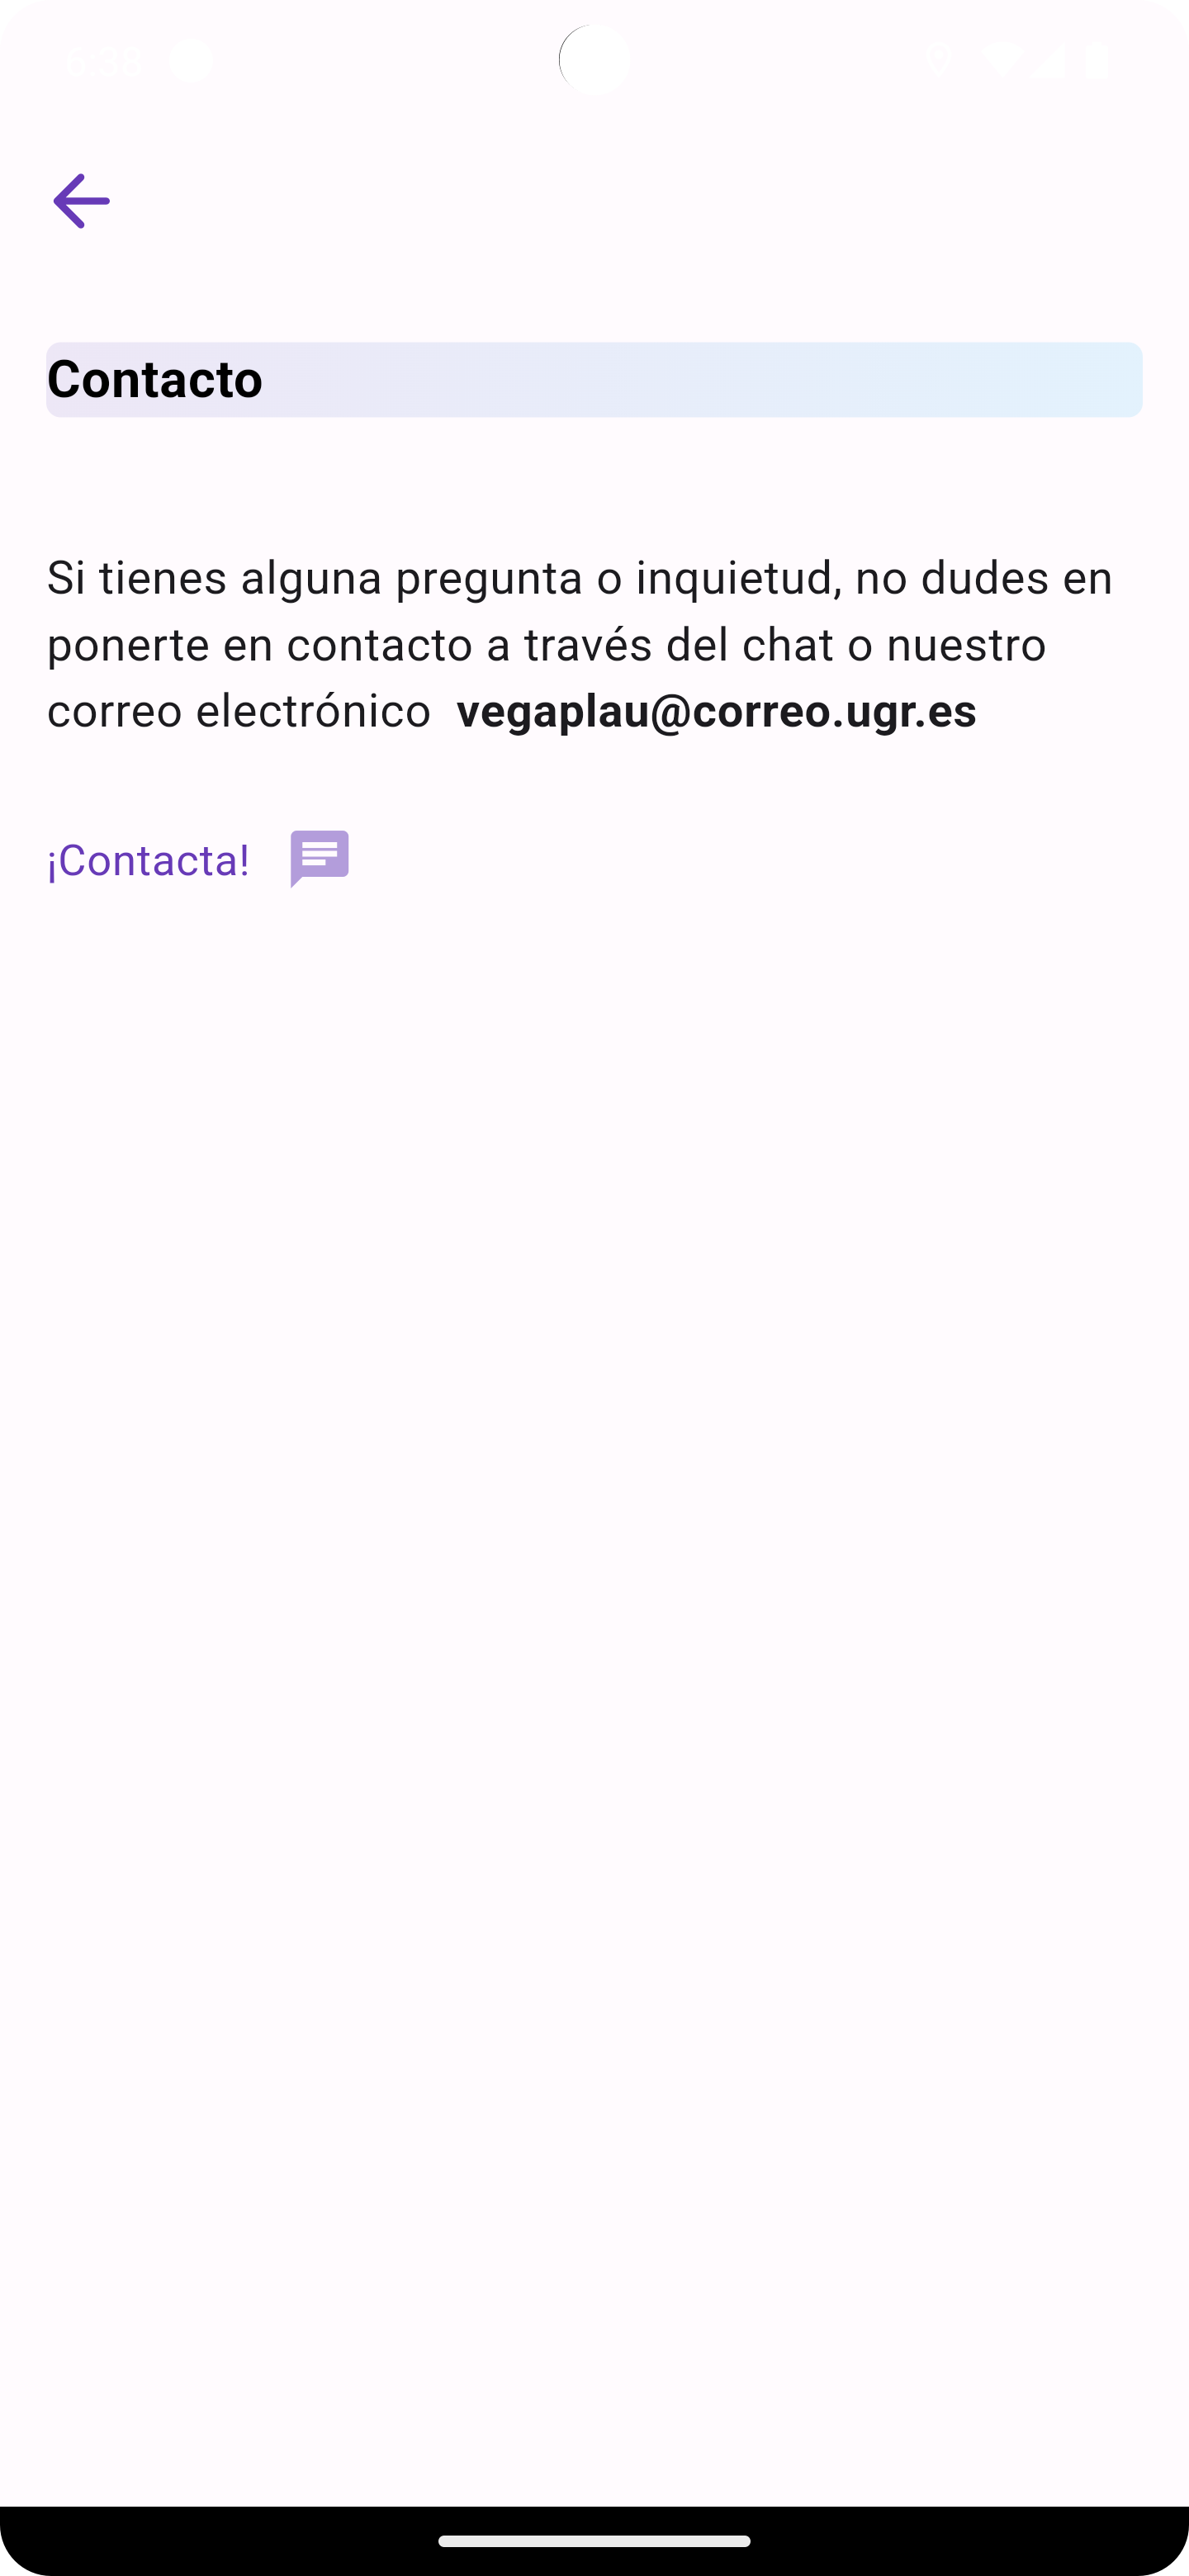 Contacto
Si tienes alguna pregunta o inquietud, no dudes en
ponerte en contacto a través del chat o nuestro
correo electrónico vegaplau@correo.ugr.es
¡Contacta!